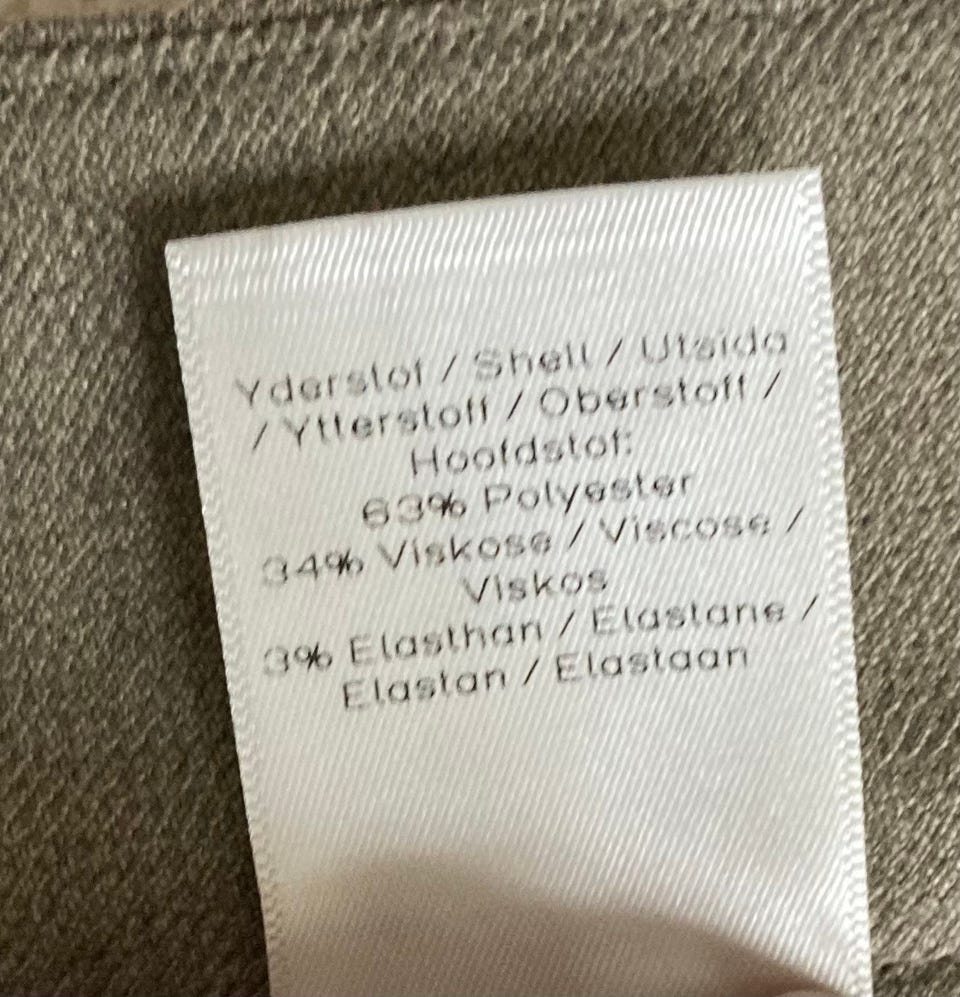 Yderstof / Shell / Utsida
/ Ytterstoff / Oberstoff /
Hoofdstof:
63% Polyester
34% Viskose / Viscose /
Viskos
3% Elasthan / Elastane /
Elastan / Elastaan